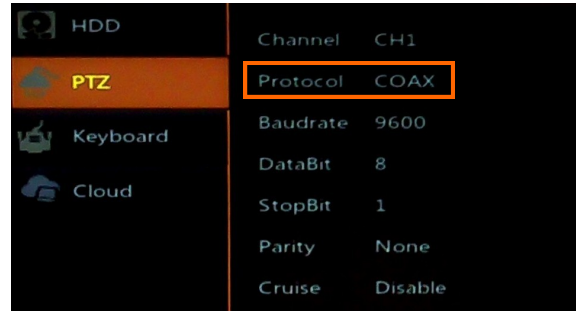 HDD
PTZ
Keyboard
Cloud
Channel CH1
Protocol COAX
Baudrate 9600
DataBit 8
StopBit 1
Parity None
Cruise Disable